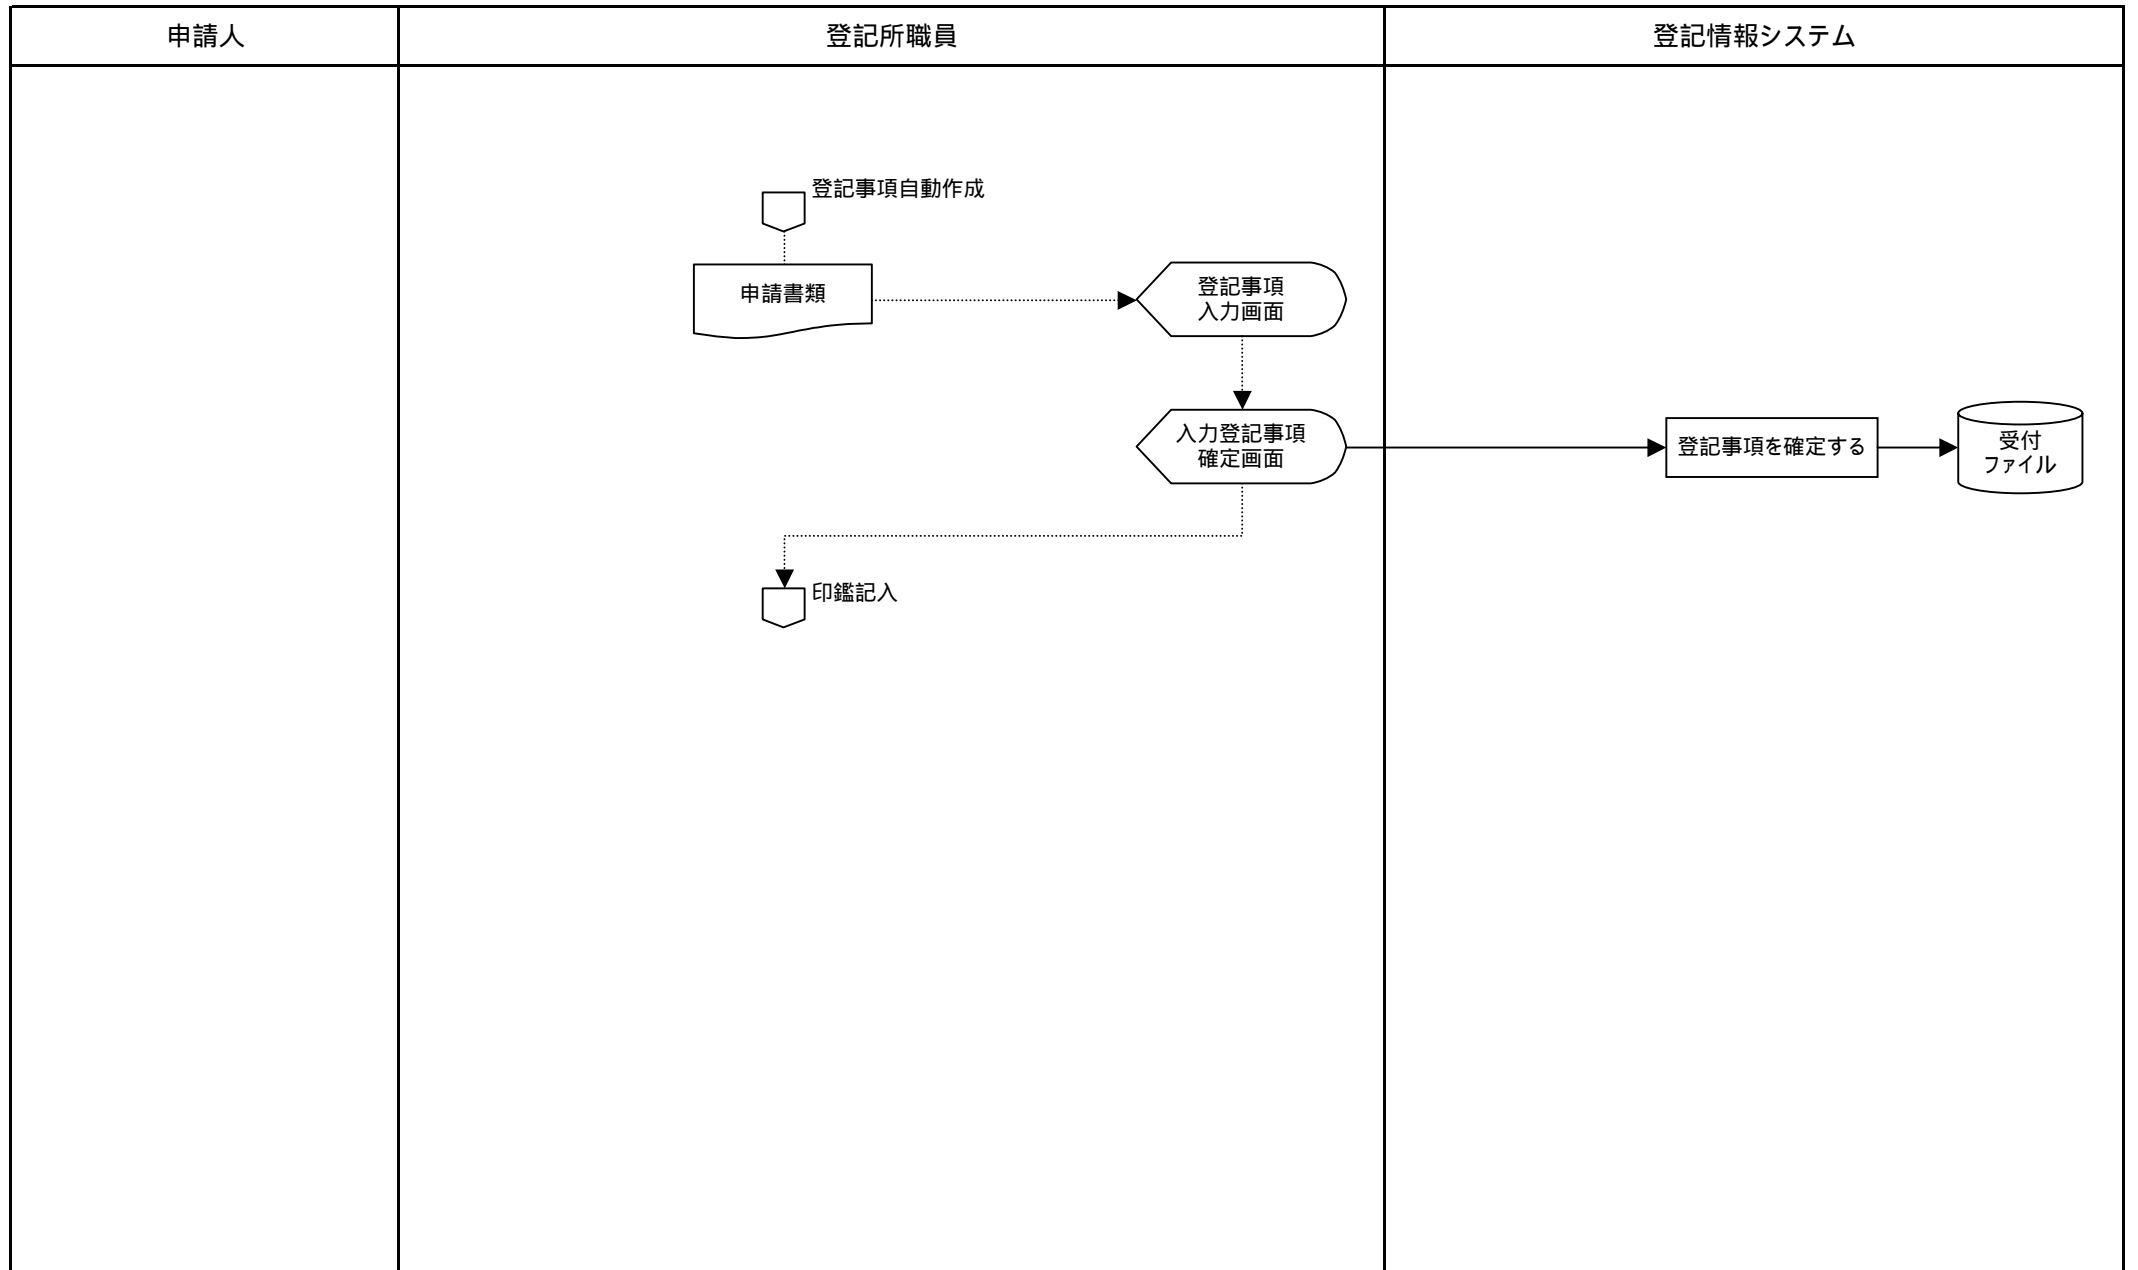 申請人
登記所職員
登記情報システム
登記事項自動作成
申請書類
登記事項
入力画面
入力登記事項
確定画面
登記事項を確定する
受付
ファイル
印鑑記入